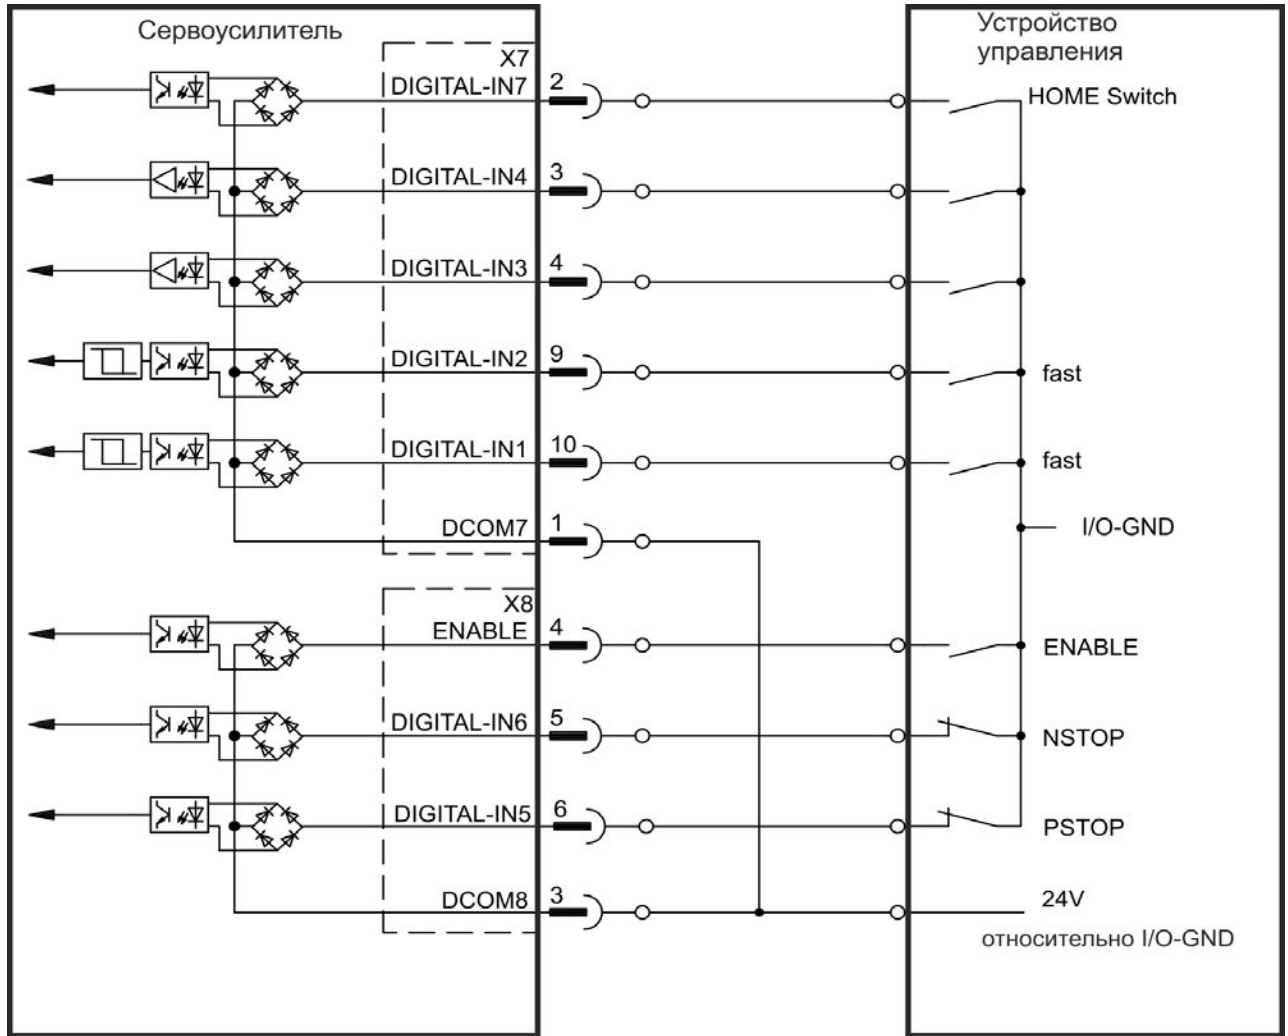 Сервоусилитель
Устройство
управления
X7
DIGITAL-IN7 2 HOME Switch
DIGITAL-IN4 3
DIGITAL-IN3 4
DIGITAL-IN2 9 fast
DIGITAL-IN1 10 fast
DCOM7 1 I/O-GND
X8
ENABLE 4 ENABLE
DIGITAL-IN6 5 NSTOP
DIGITAL-IN5 6 PSTOP
DCOM8 3 24V
относительно I/O-GND